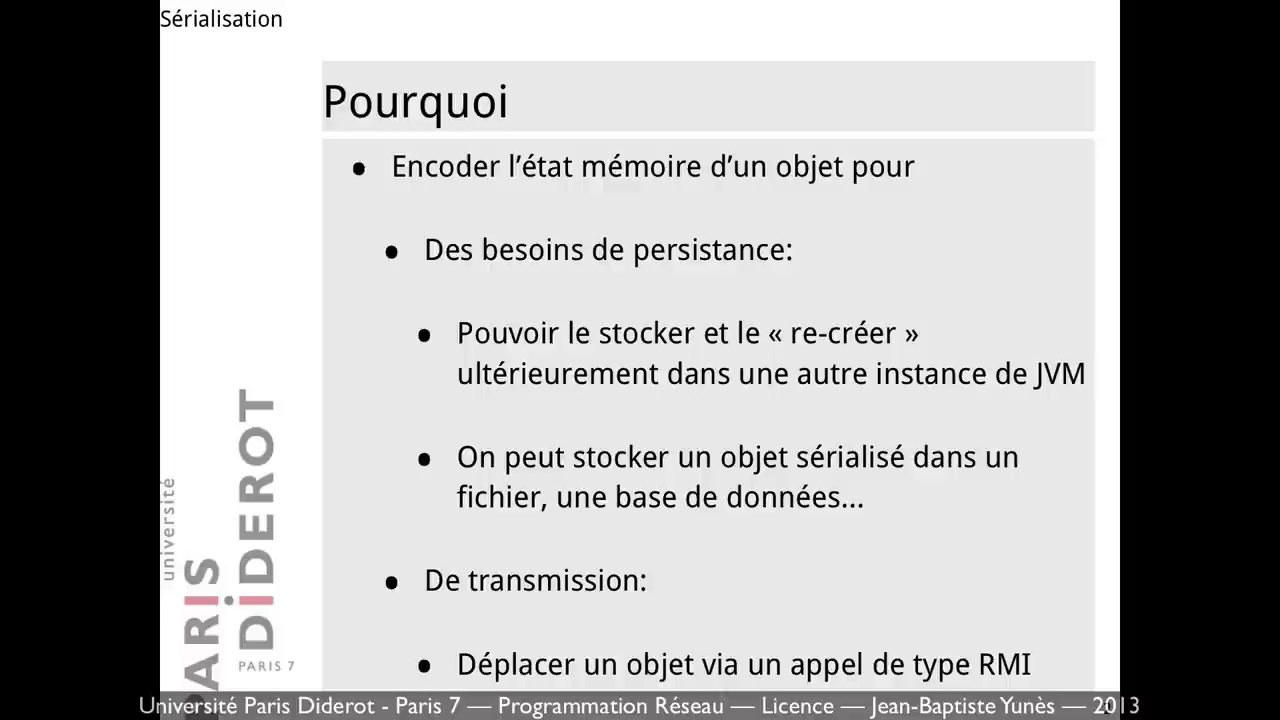 Sérialisation
Pourquoi
• Encoder l’état mémoire d’un objet pour
• Des besoins de persistance:
• Pouvoir le stocker et le « re-créer »
ultérieurement dans une autre instance de JVM
• On peut stocker un objet sérialisé dans un
fichier, une base de données...
• De transmission:
• Déplacer un objet via un appel de type RMI
université
PARIS
DiDEROT
PARIS 7
Université Paris Diderot - Paris 7 — Programmation Réseau — Licence — Jean-Baptiste Yunès — 2013